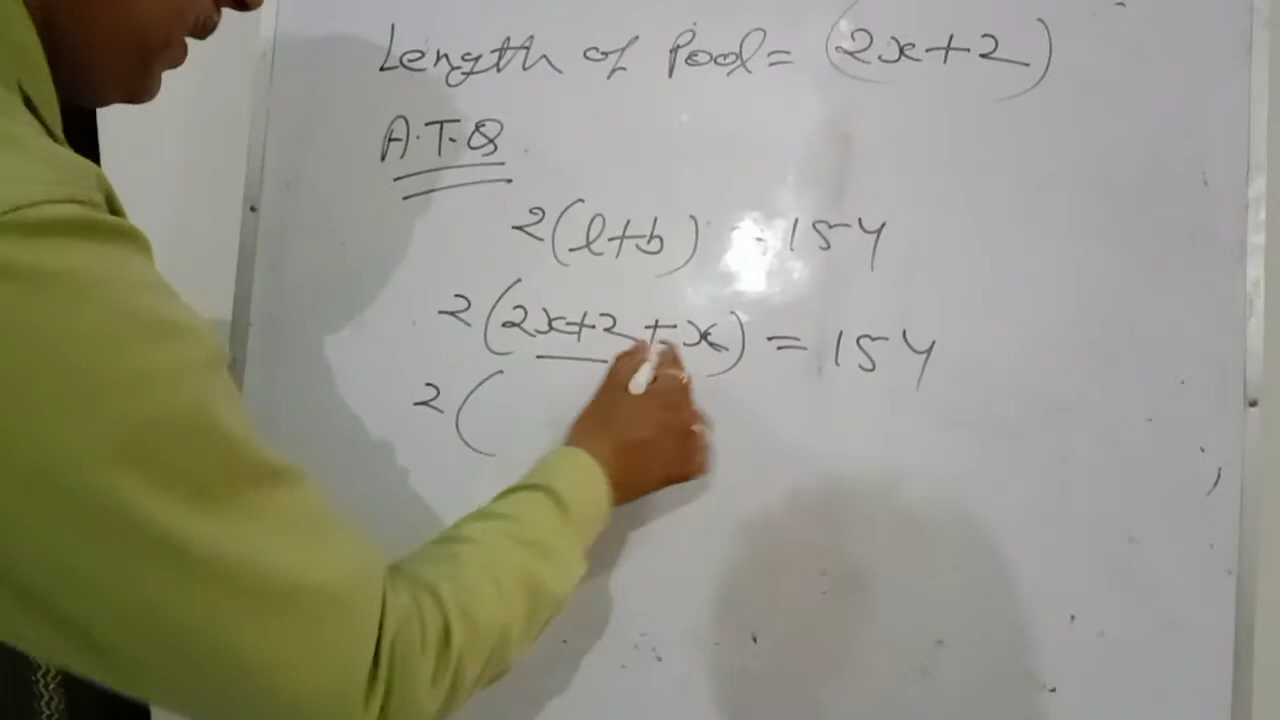 Length of Pool = (2x+2)
A.T.Q
2(l+b) = 154
2(2x+2+x) = 154
2(